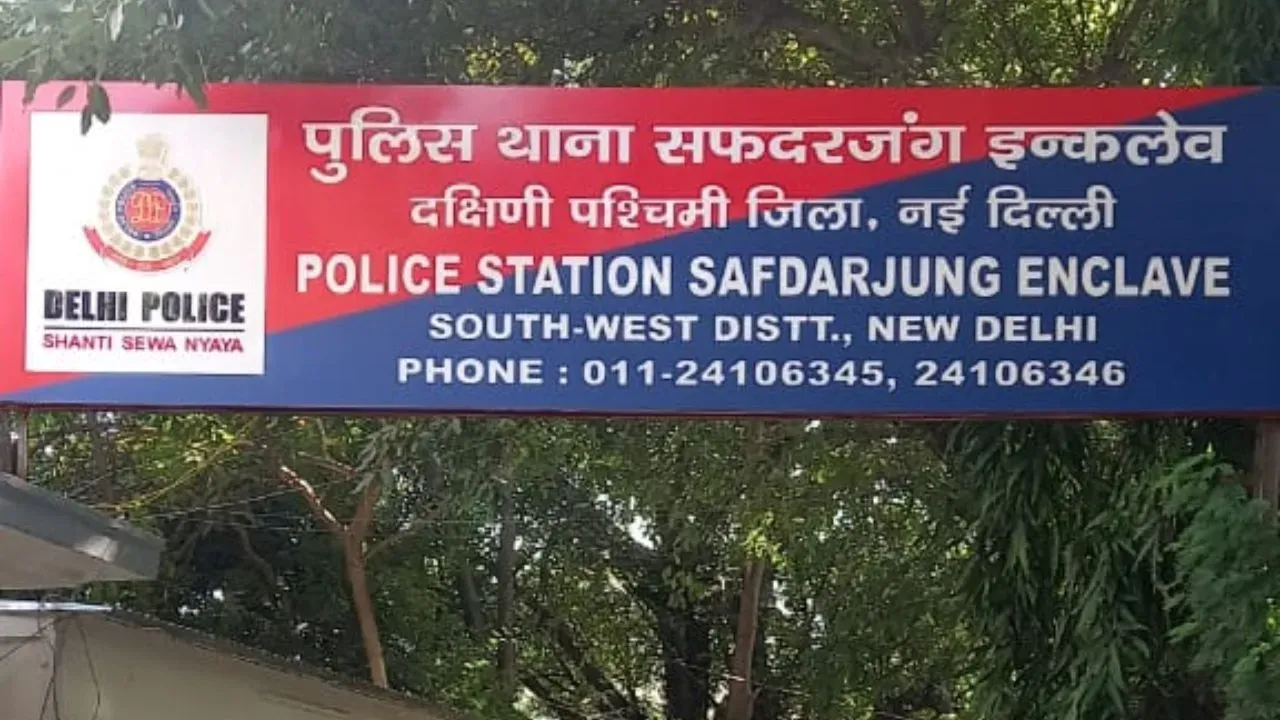 पुलिस थाना सफदरजंग इन्कलेव
दक्षिणी पश्चिमी जिला, नई दिल्ली
POLICE STATION SAFDARJUNG ENCLAVE
SOUTH-WEST DISTT., NEW DELHI
PHONE : 011-24106345, 24106346
DELHI POLICE
SHANTI SEWA NYAYA